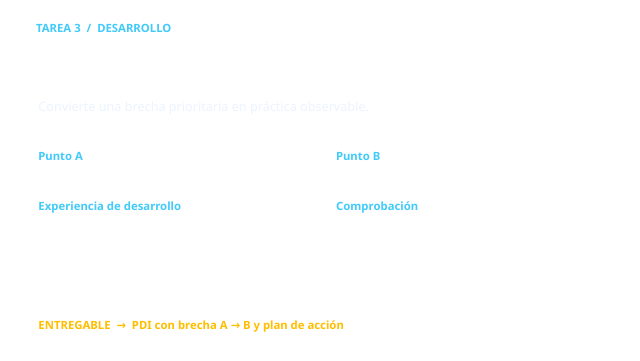 TAREA 3 / DESARROLLO
Convierte una brecha prioritaria en práctica observable.
Punto A
Punto B
Experiencia de desarrollo
Comprobación
ENTREGABLE → PDI con brecha A → B y plan de acción